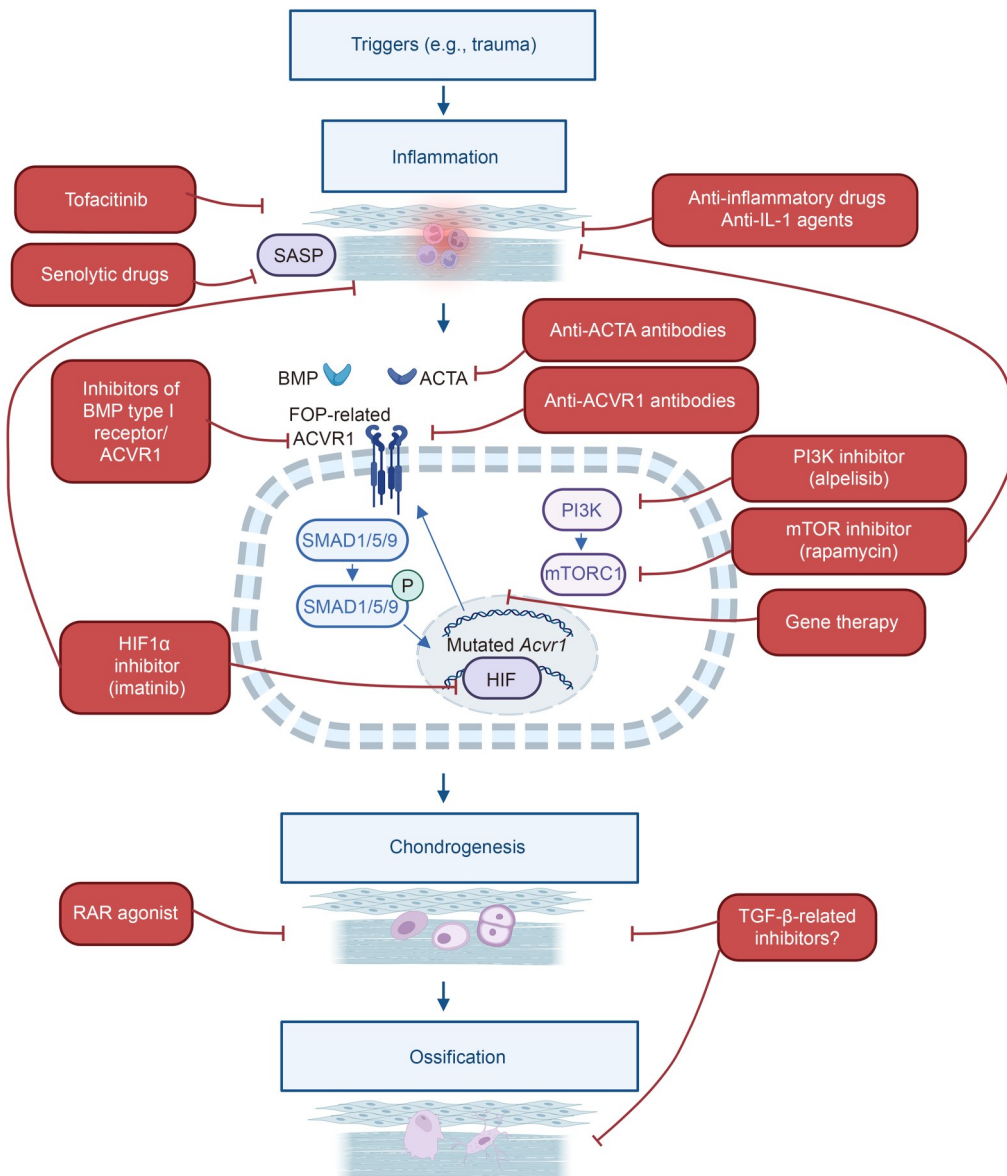 Triggers (e.g., trauma)
Inflammation
Tofacitinib
Anti-inflammatory drugs
Anti-IL-1 agents
SASP
Senolytic drugs
Anti-ACTA antibodies
BMP
ACTA
Inhibitors of
BMP type I
receptor/
ACVR1
FOP-related
ACVR1
Anti-ACVR1 antibodies
PI3K inhibitor
(alpelisib)
PI3K
SMAD1/5/9
mTOR inhibitor
(rapamycin)
mTORC1
P
SMAD1/5/9
Gene therapy
Mutated Acvr1
HIF1α
inhibitor
(imatinib)
HIF
Chondrogenesis
RAR agonist
TGF-β-related
inhibitors?
Ossification